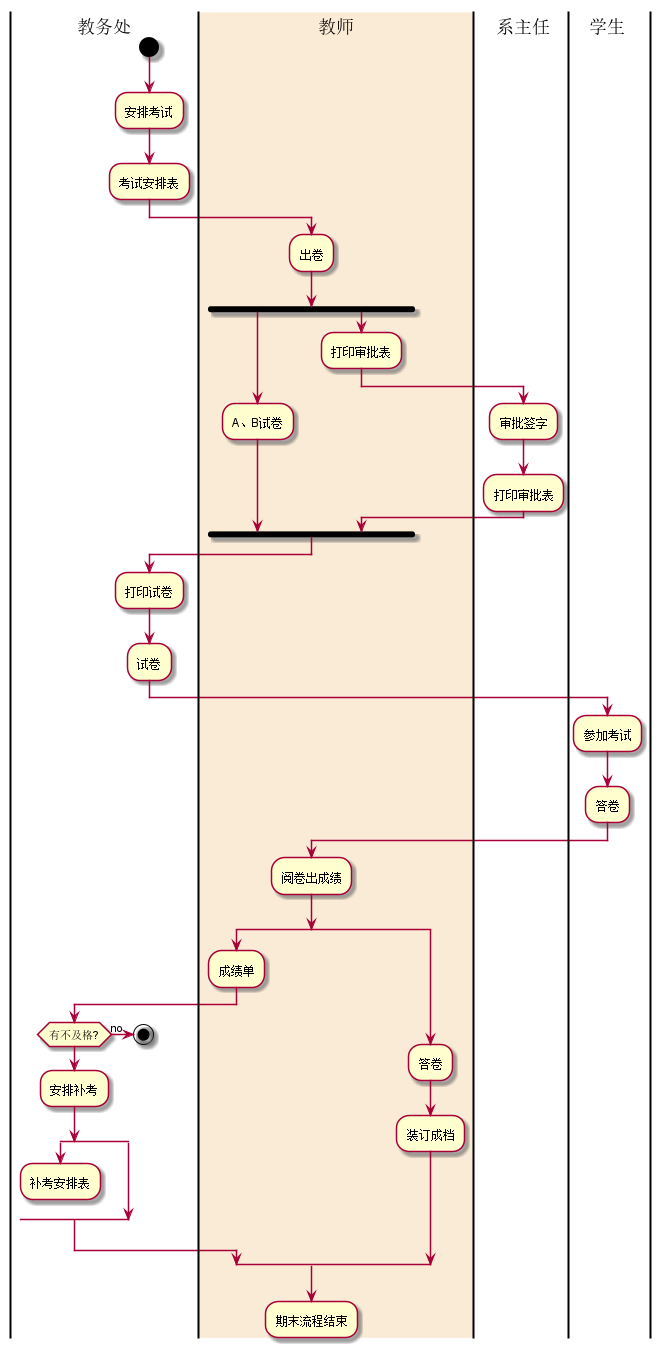 教务处
教师
系主任
学生
安排考试
考试安排表
出卷
打印审批表
A、B试卷
审批签字
打印审批表
打印试卷
试卷
参加考试
答卷
阅卷出成绩
成绩单
有不及格?
no
答卷
安排补考
装订成档
补考安排表
期末流程结束